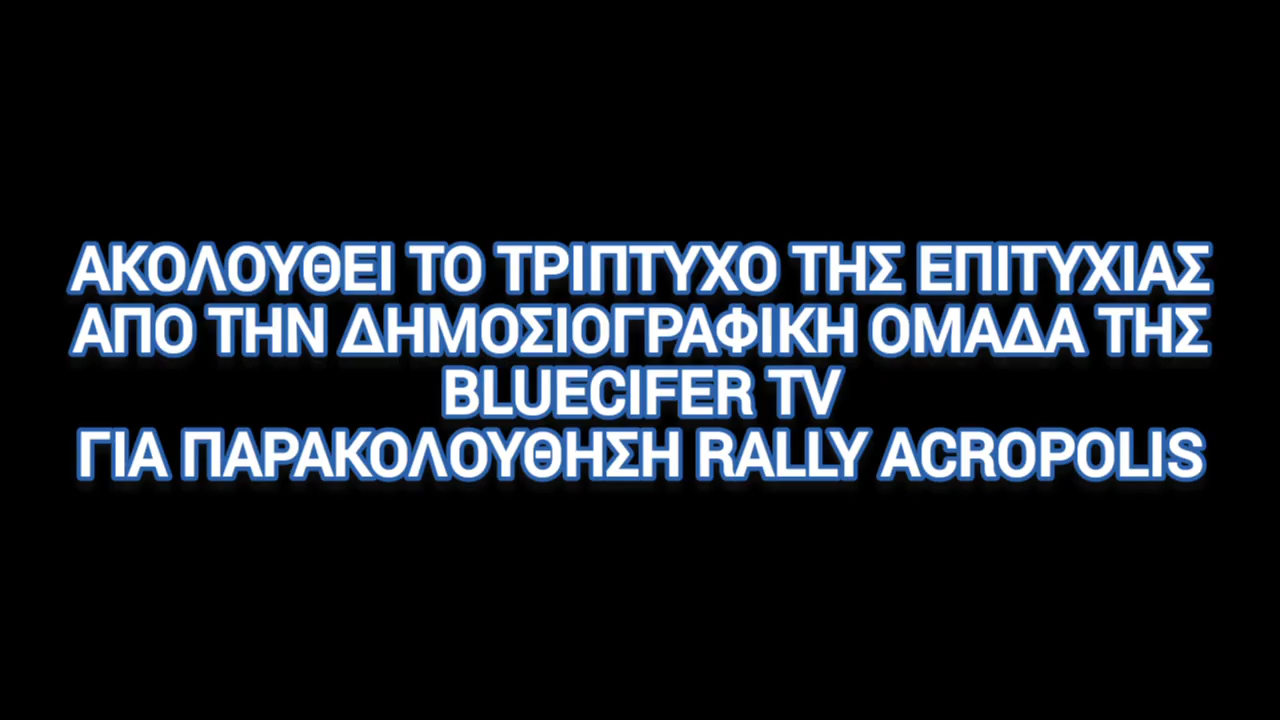 ΑΚΟΛΟΥΘΕΙ ΤΟ ΤΡΙΠΤΥΧΟ ΤΗΣ ΕΠΙΤΥΧΙΑΣ
ΑΠΟ ΤΗΝ ΔΗΜΟΣΙΟΓΡΑΦΙΚΗ ΟΜΑΔΑ ΤΗΣ
BLUECIFER TV
ΓΙΑ ΠΑΡΑΚΟΛΟΥΘΗΣΗ RALLY ACROPOLIS